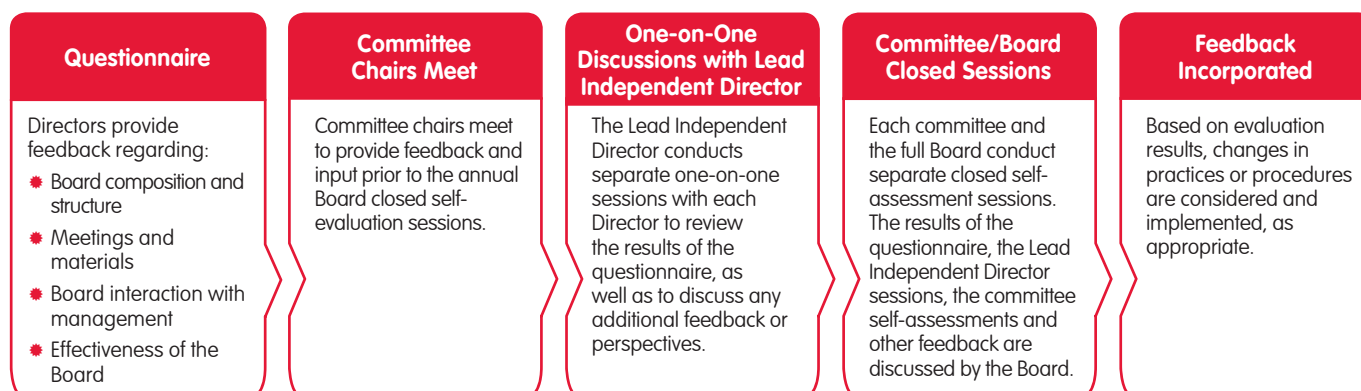 Questionnaire
Directors provide
feedback regarding:
Board composition and
structure
Meetings and
materials
Board interaction with
management
Effectiveness of the
Board
Committee
Chairs Meet
Committee chairs meet
to provide feedback and
input prior to the annual
Board closed self-
evaluation sessions.
One-on-One
Discussions with Lead
Independent Director
The Lead Independent
Director conducts
separate one-on-one
sessions with each
Director to review
the results of the
questionnaire, as
well as to discuss any
additional feedback or
perspectives.
Committee/Board
Closed Sessions
Each committee and
the full Board conduct
separate closed self-
assessment sessions.
The results of the
questionnaire, the Lead
Independent Director
sessions, the committee
self-assessments and
other feedback are
discussed by the Board.
Feedback
Incorporated
Based on evaluation
results, changes in
practices or procedures
are considered and
implemented, as
appropriate.